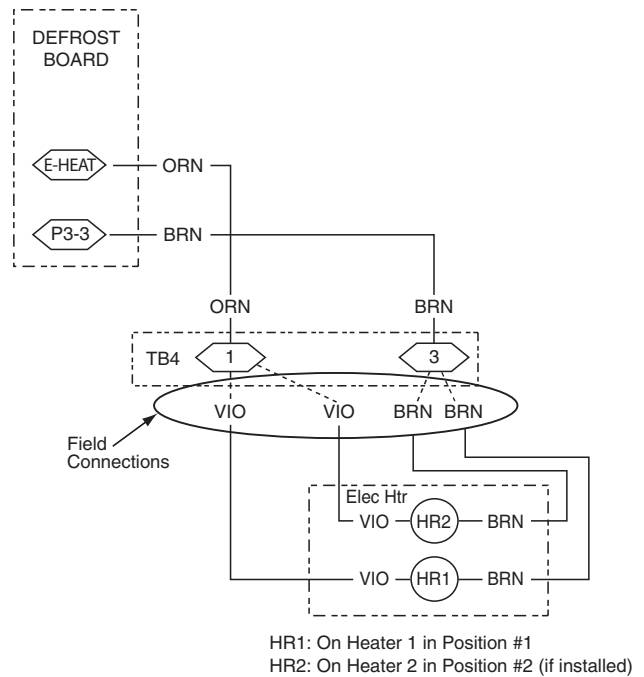 DEFROST
BOARD
E-HEAT
ORN
P3-3
BRN
ORN
BRN
TB4
1
3
VIO
VIO
BRN
BRN
Field
Connections
Elec Htr
VIO
HR2
BRN
VIO
HR1
BRN
HR1: On Heater 1 in Position #1
HR2: On Heater 2 in Position #2 (if installed)